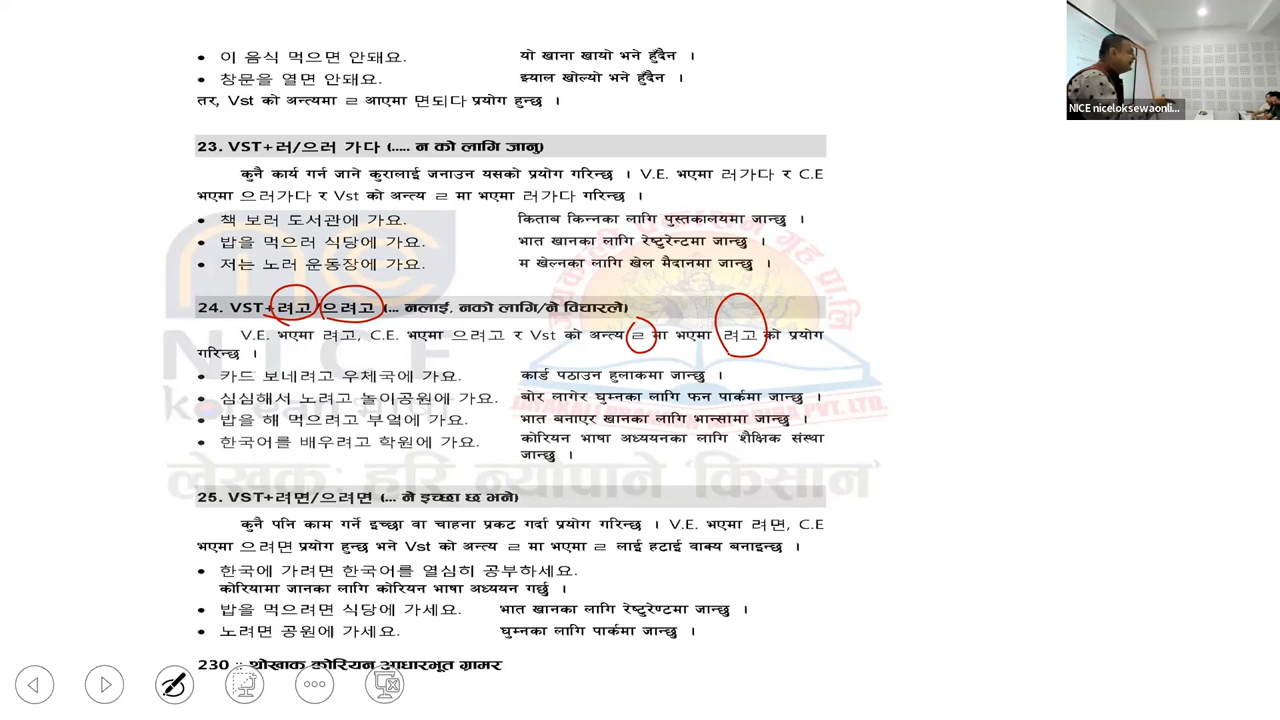 • 이 음식 먹으면 안돼요. यो खाना खायो भने हुँदैन ।
• 창문을 열면 안돼요. झ्याल खोल्यो भने हुँदैन ।
तर, Vst को अन्त्यमा ㄹ आएमा 면되다 प्रयोग हुन्छ ।
23. VST+러/으러 가다 (..... न को लागि जानु)
कुनै कार्य गर्न जाने कुरालाई जनाउन यसको प्रयोग गरिन्छ । V.E. भएमा 러가다 र C.E
भएमा 으러가다 र Vst को अन्त्य ㄹ मा भएमा 러가다 गरिन्छ ।
• 책 보러 도서관에 가요. किताब किन्नका लागि पुस्तकालयमा जान्छु ।
• 밥을 먹으러 식당에 가요. भात खानका लागि रेष्टुरेन्टमा जान्छु ।
• 저는 노러 운동장에 가요. म खेल्नका लागि खेल मैदानमा जान्छु ।
24. VST+려고/으려고 (... नलाई, नको लागि/ने विचारले)
V.E. भएमा 려고, C.E. भएमा 으려고 र Vst को अन्त्य ㄹ मा भएमा 려고 को प्रयोग
गरिन्छ ।
• 카드 보네려고 우체국에 가요. कार्ड पठाउन हुलाकमा जान्छु ।
• 심심해서 노려고 놀이공원에 가요. बोर लागेर घुम्नका लागि फन पार्कमा जान्छु ।
• 밥을 해 먹으려고 부엌에 가요. भात बनाएर खानका लागि भान्सामा जान्छु ।
• 한국어를 배우려고 학원에 가요. कोरियन भाषा अध्ययनका लागि शैक्षिक संस्था
जान्छु ।
25. VST+려면/으려면 (... ने इच्छा छ भने)
कुनै पनि काम गर्ने इच्छा वा चाहना प्रकट गर्दा प्रयोग गरिन्छ । V.E. भएमा 려면, C.E
भएमा 으려면 प्रयोग हुन्छ भने Vst को अन्त्य ㄹ मा भएमा ㄹ लाई हटाई वाक्य बनाइन्छ ।
• 한국에 가려면 한국어를 열심히 공부하세요.
कोरियामा जानका लागि कोरियन भाषा अध्ययन गर्छु ।
• 밥을 먹으려면 식당에 가세요. भात खानका लागि रेष्टुरेण्टमा जान्छु ।
• 노려면 공원에 가세요. घुम्नका लागि पार्कमा जान्छु ।
230 :: थोखाक कोरियन आधारभूत ग्रामर
NICE niceloksewaonli...
NICE
korean भाषा
लेखक: हरि न्यौपाने 'किसान'